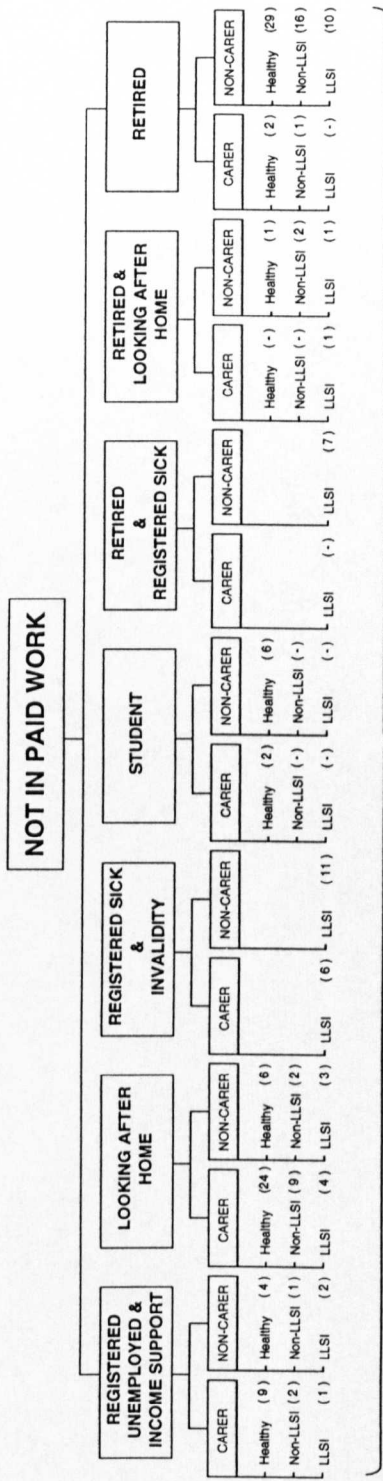 NOT IN PAID WORK
REGISTERED
UNEMPLOYED &
INCOME SUPPORT
CARER
Healthy (9)
Non-LLSI (2)
LLSI (1)
NON-CARER
Healthy (4)
Non-LLSI (1)
LLSI (2)
LOOKING AFTER
HOME
CARER
Healthy (24)
Non-LLSI (9)
LLSI (4)
NON-CARER
Healthy (6)
Non-LLSI (2)
LLSI (3)
REGISTERED SICK
&
INVALIDITY
CARER
LLSI (6)
NON-CARER
LLSI (11)
STUDENT
CARER
Healthy (2)
Non-LLSI (-)
LLSI (-)
NON-CARER
Healthy (6)
Non-LLSI (-)
LLSI (-)
RETIRED
&
REGISTERED SICK
CARER
LLSI (-)
NON-CARER
LLSI (7)
RETIRED &
LOOKING AFTER
HOME
CARER
Healthy (-)
Non-LLSI (-)
LLSI (1)
NON-CARER
Healthy (1)
Non-LLSI (2)
LLSI (1)
RETIRED
CARER
Healthy (2)
Non-LLSI (1)
LLSI (-)
NON-CARER
Healthy (29)
Non-LLSI (16)
LLSI (10)